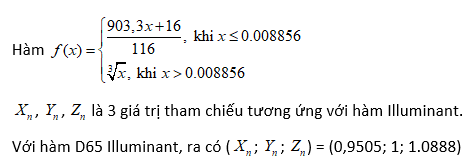 Hàm f(x) = { (903,3x+16)/116, khi x ≤ 0.008856
∛x, khi x > 0.008856
Xn, Yn, Zn là 3 giá trị tham chiếu tương ứng với hàm Illuminant.
Với hàm D65 Illuminant, ra có ( Xn; Yn; Zn) = (0,9505; 1; 1.0888)